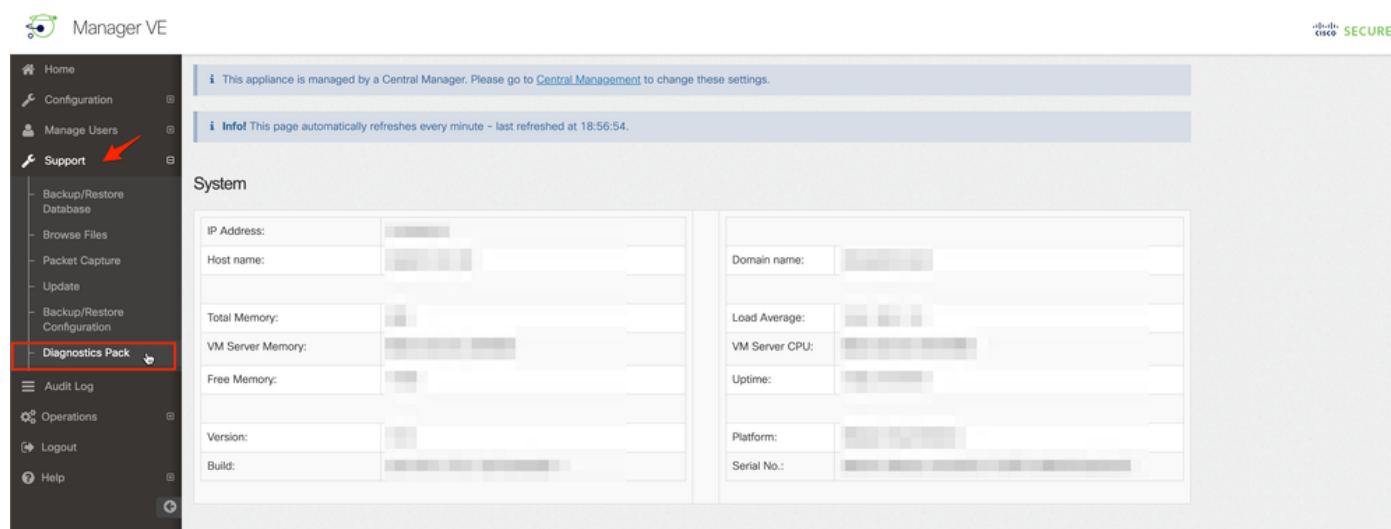 Manager VE
cisco SECURE
Home
Configuration
Manage Users
Support
Backup/Restore
Database
Browse Files
Packet Capture
Update
Backup/Restore
Configuration
Diagnostics Pack
Audit Log
Operations
Logout
Help
i This appliance is managed by a Central Manager. Please go to Central Management to change these settings.
i Info! This page automatically refreshes every minute - last refreshed at 18:56:54.
System
IP Address:
Host name:
Domain name:
Total Memory:
Load Average:
VM Server Memory:
VM Server CPU:
Free Memory:
Uptime:
Version:
Platform:
Build:
Serial No.: